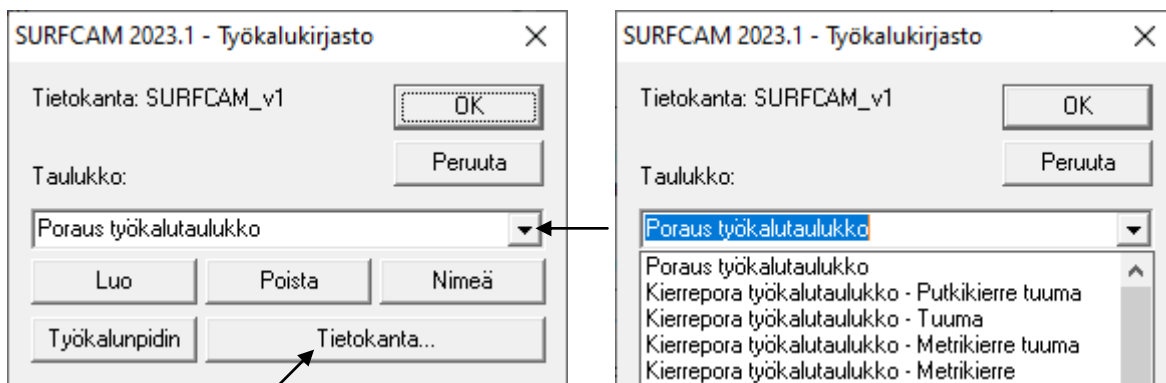 SURFCAM 2023.1 - Työkalukirjasto
Tietokanta: SURFCAM_v1
OK
Peruuta
Taulukko:
Poraus työkalutaulukko
Luo
Poista
Nimeä
Työkalunpidin
Tietokanta...
SURFCAM 2023.1 - Työkalukirjasto
Tietokanta: SURFCAM_v1
OK
Peruuta
Taulukko:
Poraus työkalutaulukko
Poraus työkalutaulukko
Kierrepora työkalutaulukko - Putkikierre tuuma
Kierrepora työkalutaulukko - Tuuma
Kierrepora työkalutaulukko - Metrikierre tuuma
Kierrepora työkalutaulukko - Metrikierre